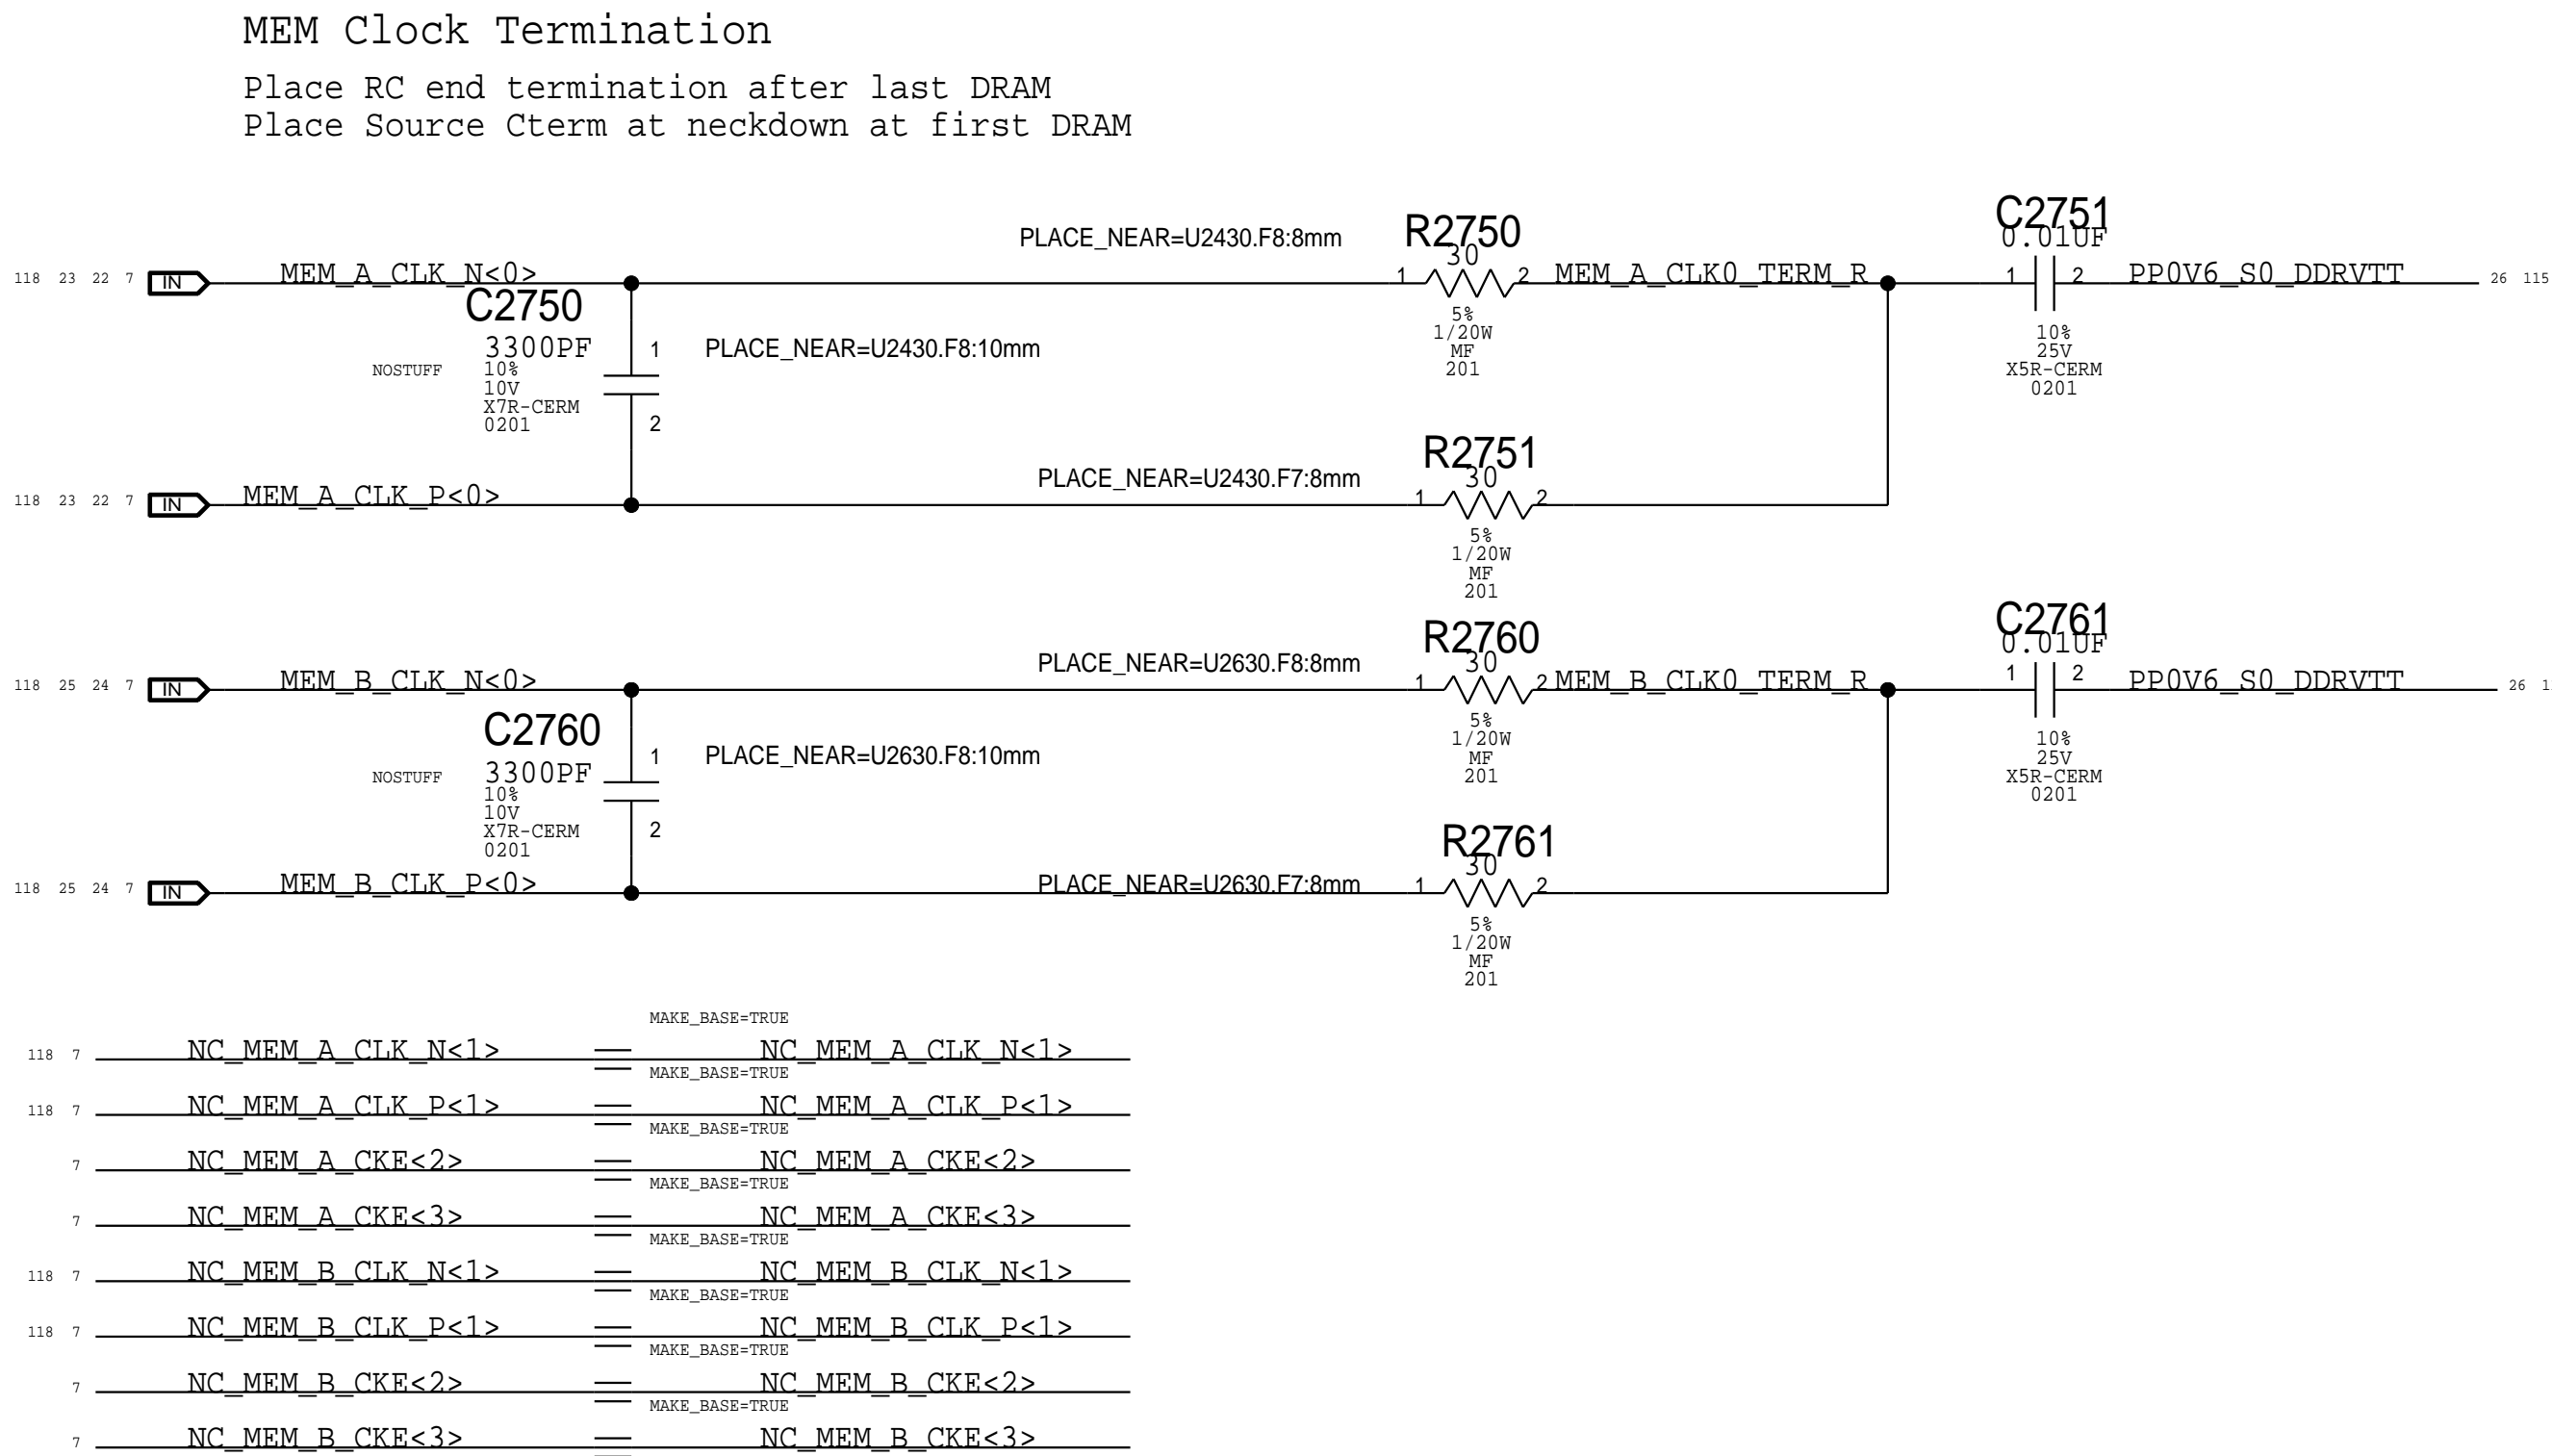 MEM Clock Termination
Place RC end termination after last DRAM
Place Source Cterm at neckdown at first DRAM
118 23 22 7 IN MEM_A_CLK_N<0>
PLACE_NEAR=U2430.F8:8mm
R2750
30
1 2
5%
1/20W
MF
201
MEM_A_CLK0_TERM_R
C2751
0.01UF
1 2
10%
25V
X5R-CERM
0201
PP0V6_S0_DDRVTT 26 115
C2750
3300PF
NOSTUFF
10%
10V
X7R-CERM
0201
1
2
PLACE_NEAR=U2430.F8:10mm
118 23 22 7 IN MEM_A_CLK_P<0>
PLACE_NEAR=U2430.F7:8mm
R2751
30
1 2
5%
1/20W
MF
201
118 25 24 7 IN MEM_B_CLK_N<0>
PLACE_NEAR=U2630.F8:8mm
R2760
30
1 2
5%
1/20W
MF
201
MEM_B_CLK0_TERM_R
C2761
0.01UF
1 2
10%
25V
X5R-CERM
0201
PP0V6_S0_DDRVTT 26 1
C2760
3300PF
NOSTUFF
10%
10V
X7R-CERM
0201
1
2
PLACE_NEAR=U2630.F8:10mm
118 25 24 7 IN MEM_B_CLK_P<0>
PLACE_NEAR=U2630.F7:8mm
R2761
30
1 2
5%
1/20W
MF
201
MAKE_BASE=TRUE
118 7 NC_MEM_A_CLK_N<1> NC_MEM_A_CLK_N<1>
MAKE_BASE=TRUE
118 7 NC_MEM_A_CLK_P<1> NC_MEM_A_CLK_P<1>
MAKE_BASE=TRUE
7 NC_MEM_A_CKE<2> NC_MEM_A_CKE<2>
MAKE_BASE=TRUE
7 NC_MEM_A_CKE<3> NC_MEM_A_CKE<3>
MAKE_BASE=TRUE
118 7 NC_MEM_B_CLK_N<1> NC_MEM_B_CLK_N<1>
MAKE_BASE=TRUE
118 7 NC_MEM_B_CLK_P<1> NC_MEM_B_CLK_P<1>
MAKE_BASE=TRUE
7 NC_MEM_B_CKE<2> NC_MEM_B_CKE<2>
MAKE_BASE=TRUE
7 NC_MEM_B_CKE<3> NC_MEM_B_CKE<3>